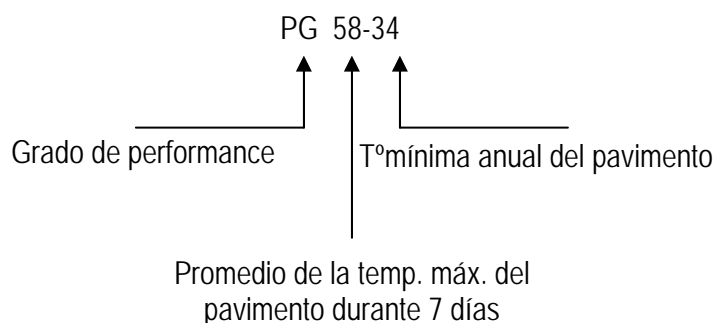 PG 58-34
Grado de performance
Tºmínima anual del pavimento
Promedio de la temp. máx. del
pavimento durante 7 días